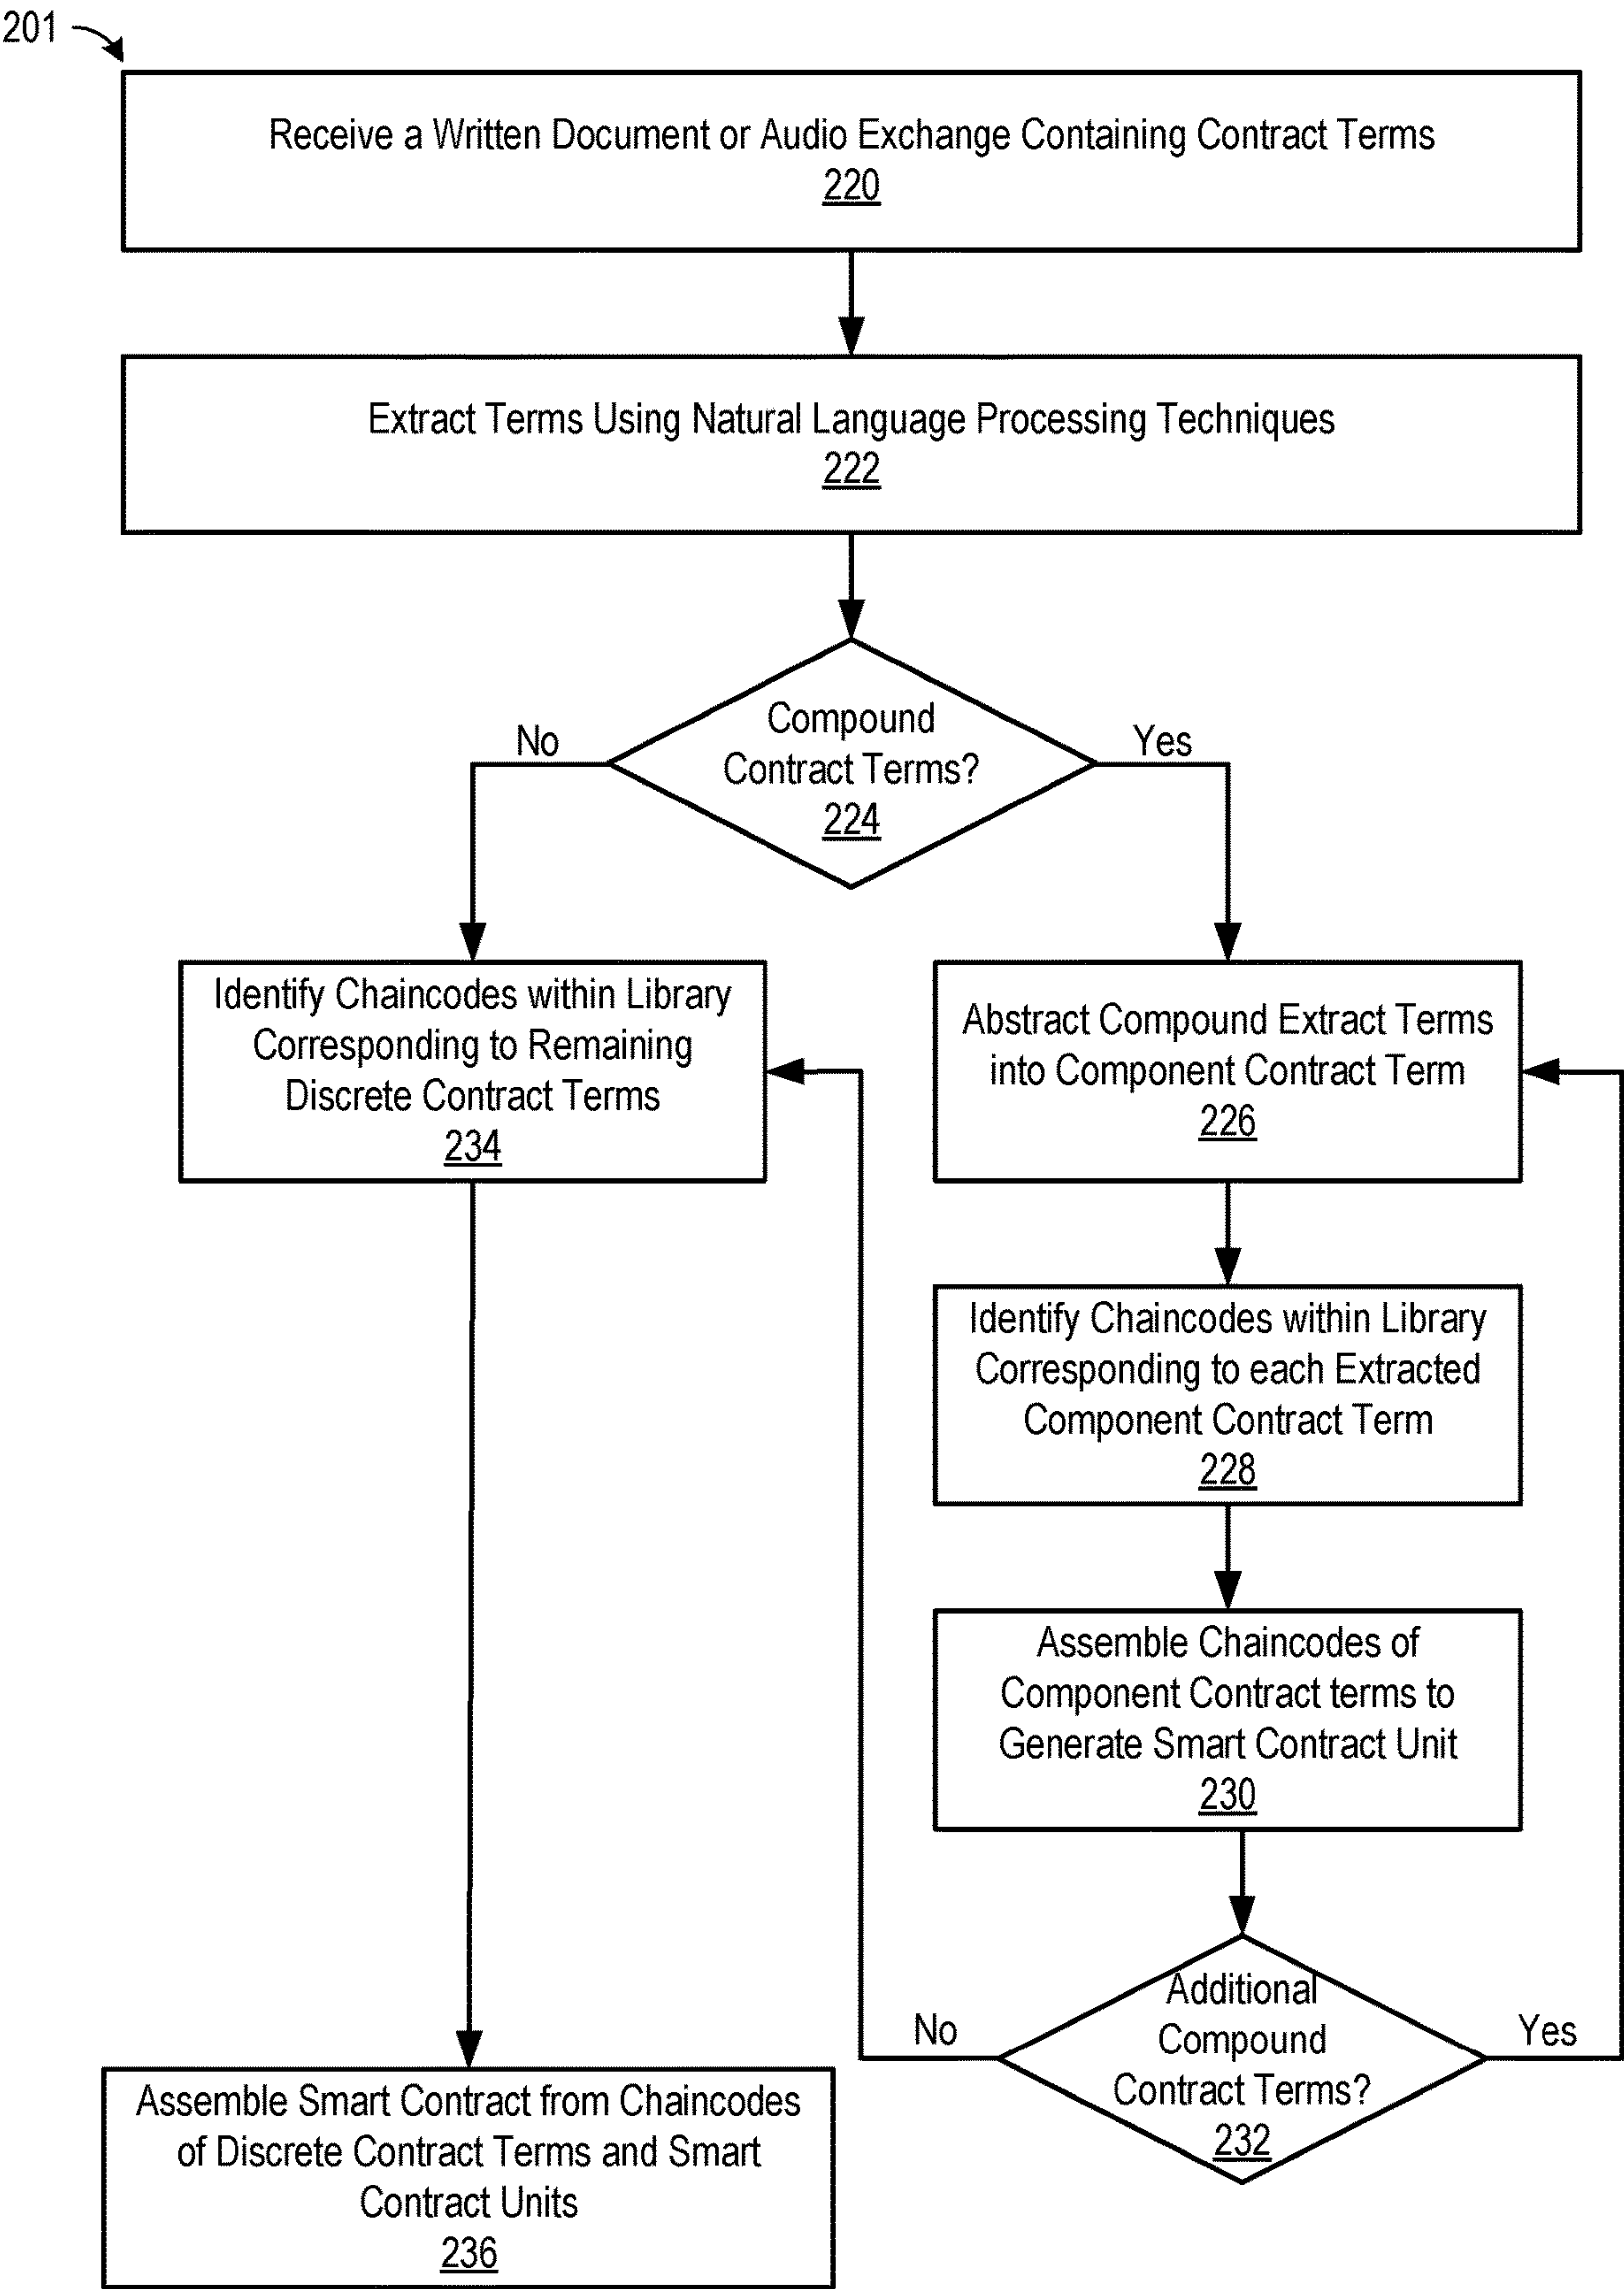 201
Receive a Written Document or Audio Exchange Containing Contract Terms
220
Extract Terms Using Natural Language Processing Techniques
222
Compound
Contract Terms?
224
No
Yes
Identify Chaincodes within Library
Corresponding to Remaining
Discrete Contract Terms
234
Abstract Compound Extract Terms
into Component Contract Term
226
Identify Chaincodes within Library
Corresponding to each Extracted
Component Contract Term
228
Assemble Chaincodes of
Component Contract terms to
Generate Smart Contract Unit
230
Additional
Compound
Contract Terms?
232
No
Yes
Assemble Smart Contract from Chaincodes
of Discrete Contract Terms and Smart
Contract Units
236